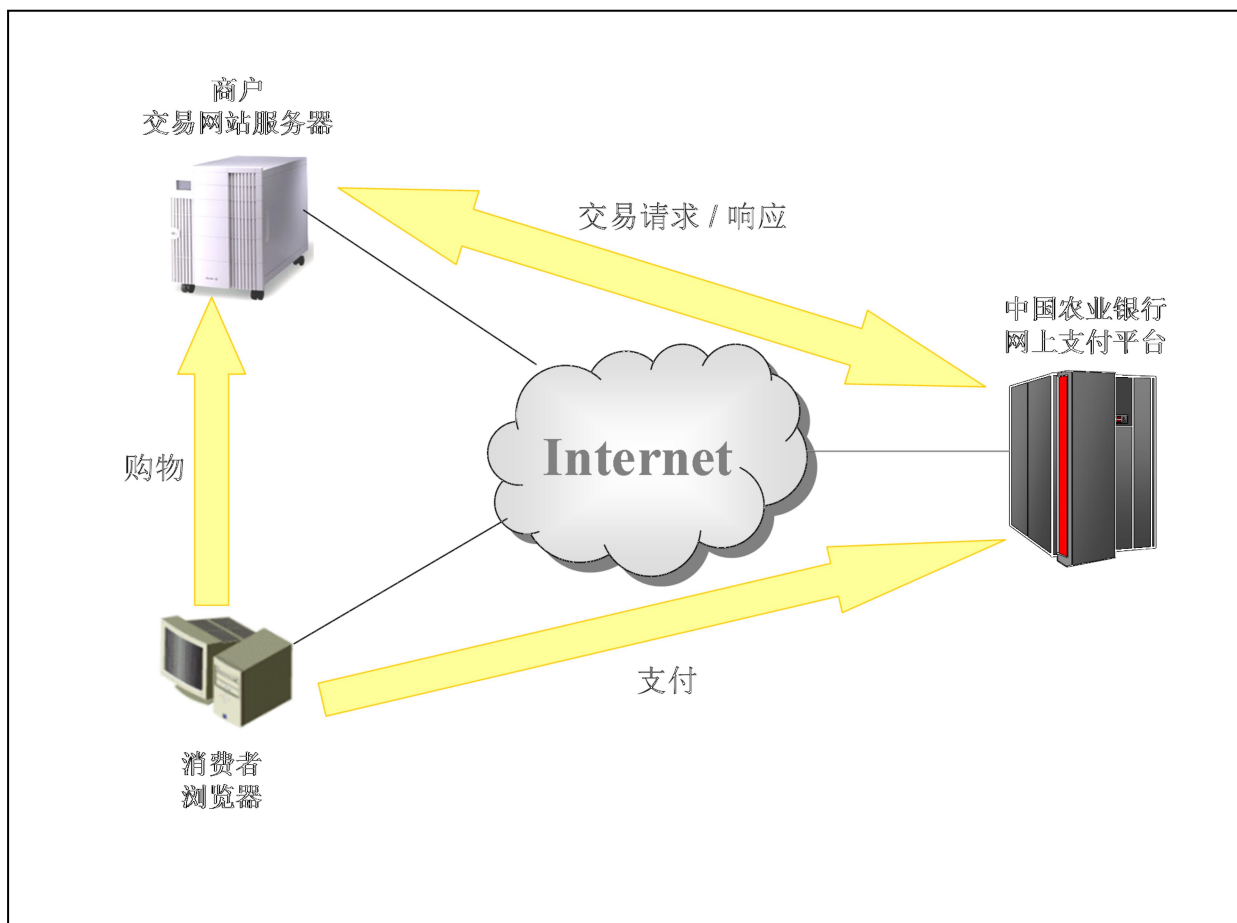 商户
交易网站服务器
交易请求 / 响应
中国农业银行
网上支付平台
Internet
购物
支付
消费者
浏览器